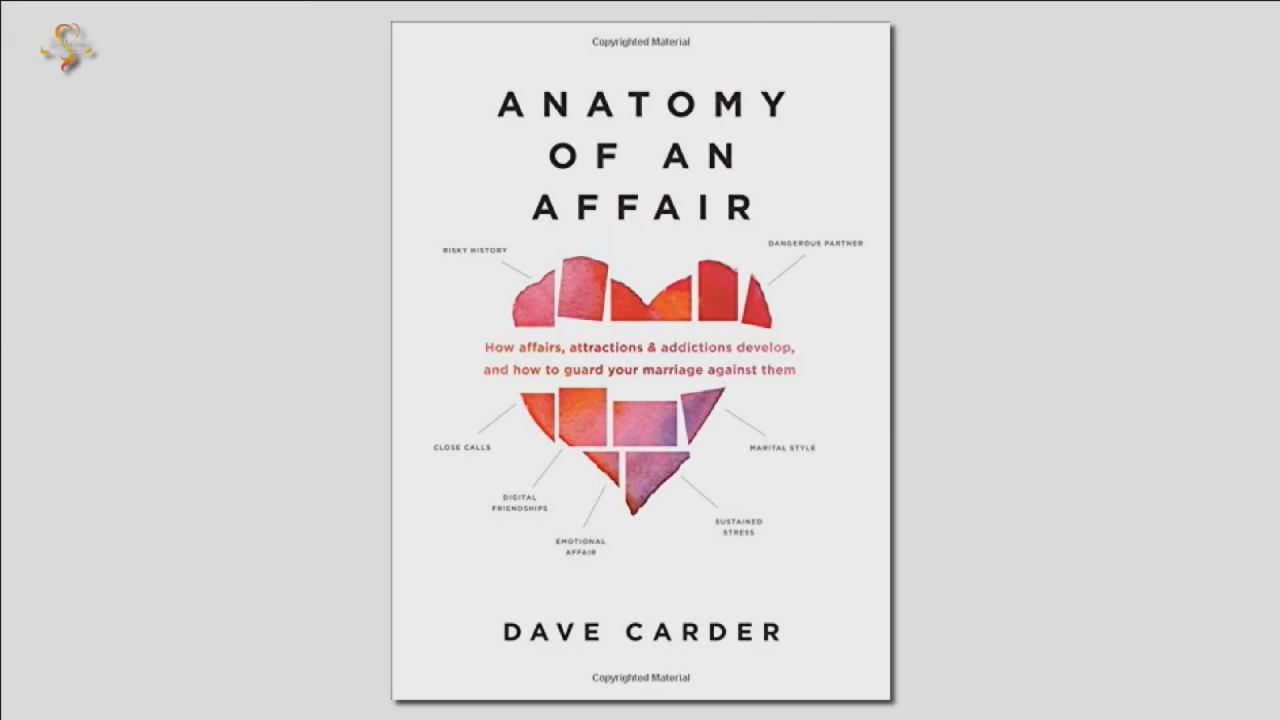 Copyrighted Material
ANATOMY
OF AN
AFFAIR
RISKY HISTORY
DANGEROUS PARTNER
How affairs, attractions & addictions develop,
and how to guard your marriage against them
CLOSE CALLS
MARITAL STYLE
DIGITAL
FRIENDSHIPS
SUSTAINED
STRESS
EMOTIONAL
AFFAIR
DAVE CARDER
Copyrighted Material